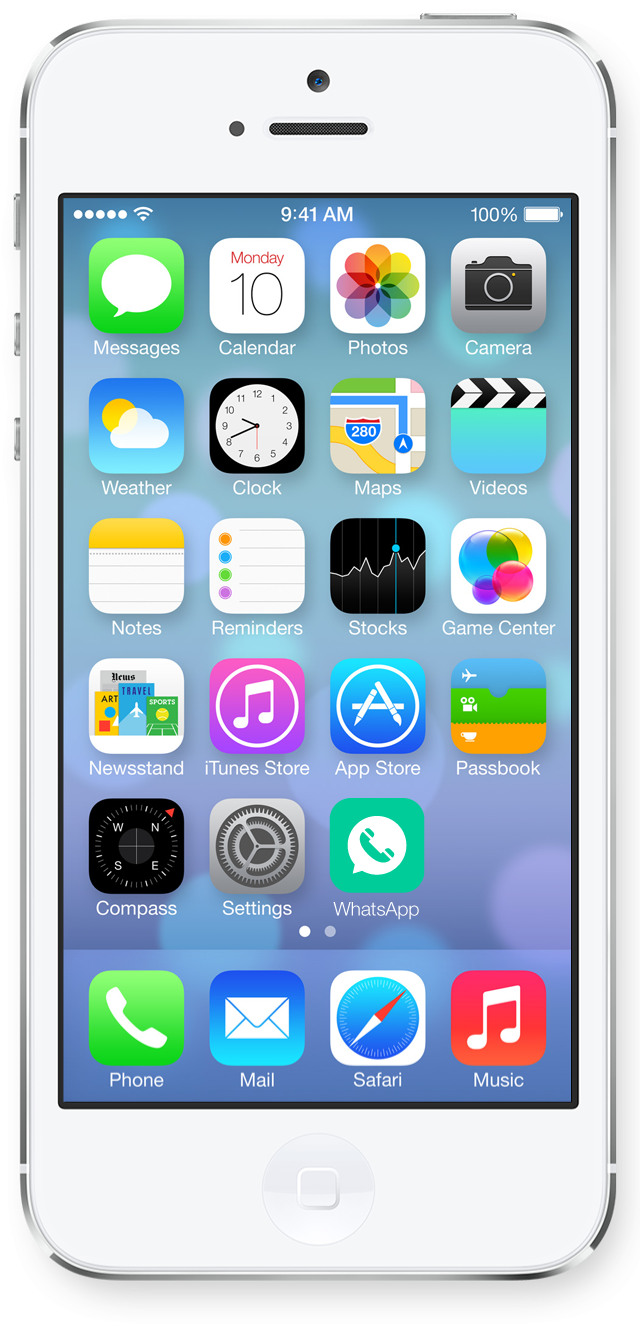 9:41 AM 100%
Monday
10
Messages Calendar Photos Camera
12
11 1
10 2
9 3
8 4
7 5
6
280
Weather Clock Maps Videos
Notes Reminders Stocks Game Center
News
ART TRAVEL SPORTS
Newsstand iTunes Store App Store Passbook
W N
S E
Compass Settings WhatsApp
Phone Mail Safari Music